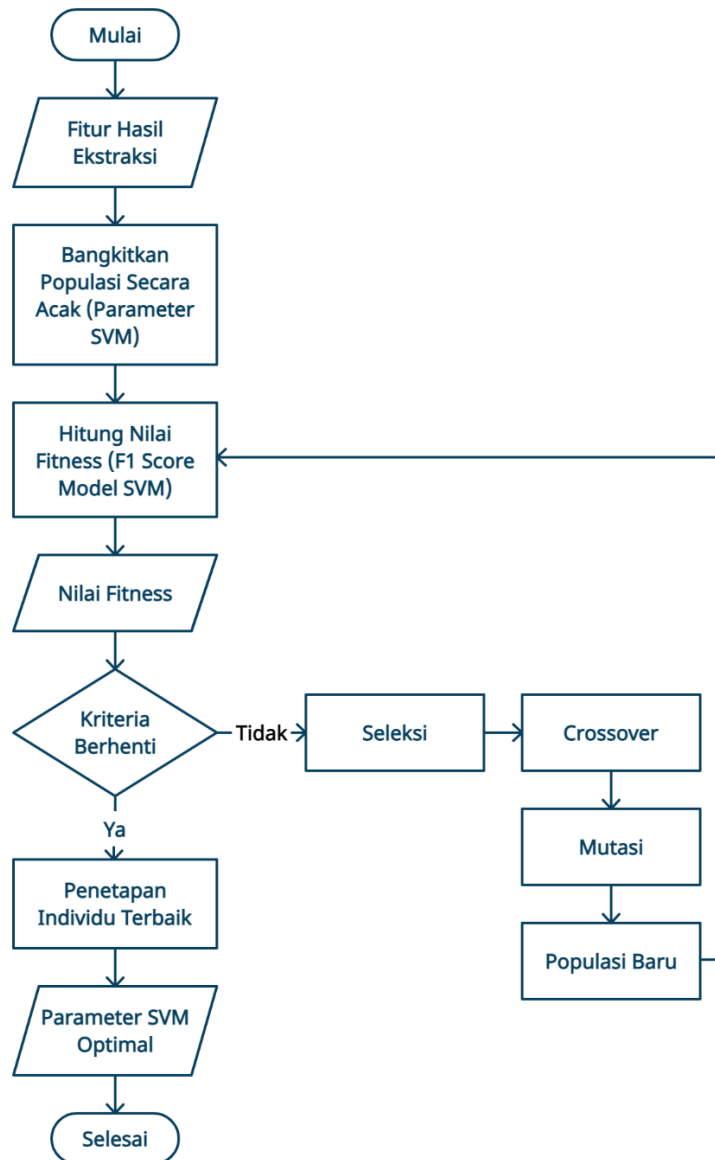 Mulai
Fitur Hasil
Ekstraksi
Bangkitkan
Populasi Secara
Acak (Parameter
SVM)
Hitung Nilai
Fitness (F1 Score
Model SVM)
Nilai Fitness
Kriteria
Berhenti
Tidak
Seleksi
Crossover
Mutasi
Populasi Baru
Ya
Penetapan
Individu Terbaik
Parameter SVM
Optimal
Selesai